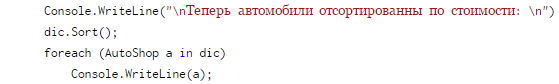 Console.WriteLine("\nТеперь автомобили отсортированны по стоимости: \n")
dic.Sort();
foreach (AutoShop a in dic)
Console.WriteLine(a);